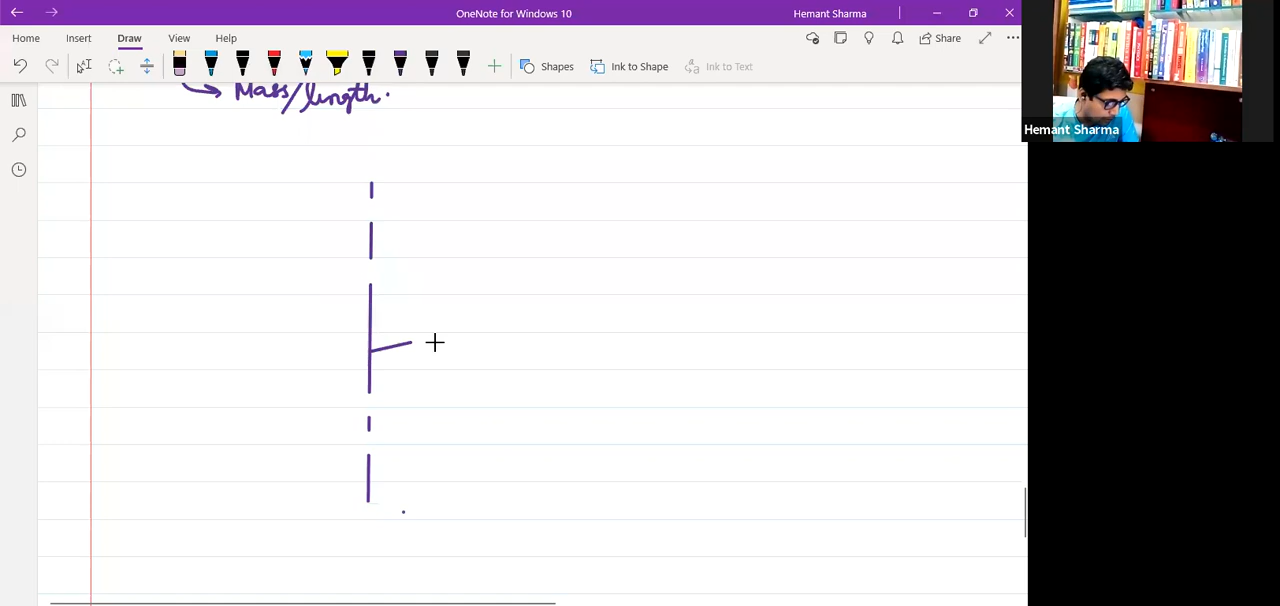 OneNote for Windows 10
Hemant Sharma
Home Insert Draw View Help
Share
Shapes Ink to Shape Ink to Text
Mass/length.
Hemant Sharma